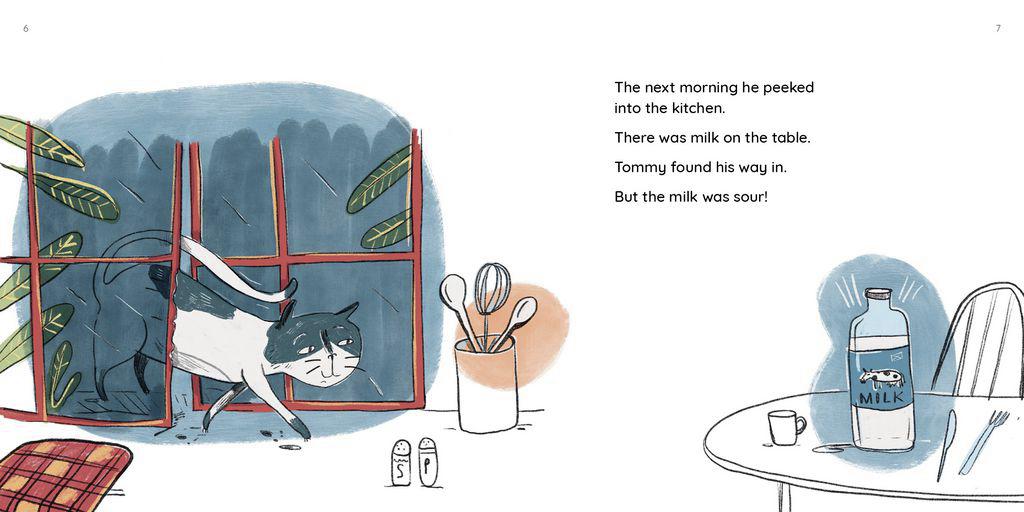 6
7
The next morning he peeked
into the kitchen.
There was milk on the table.
Tommy found his way in.
But the milk was sour!
S P
MILK